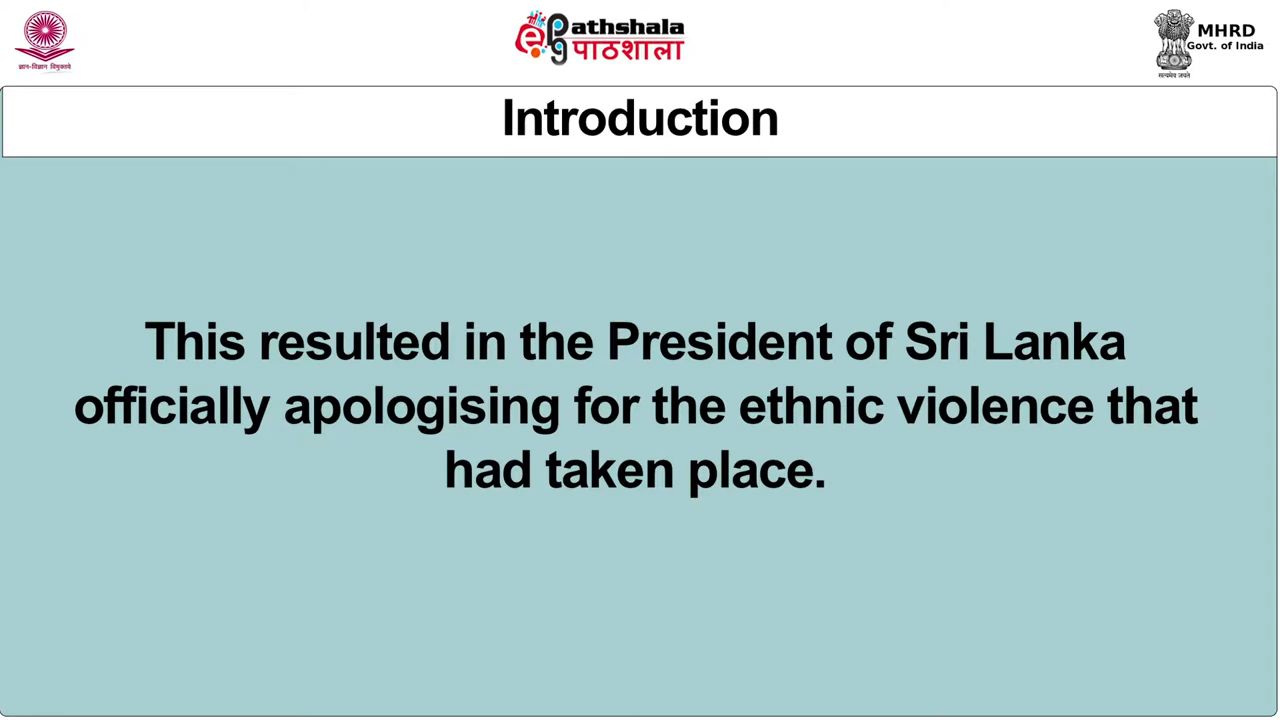 ज्ञान-विज्ञान विमुक्तये
Pathshala
पाठशाला
सत्यमेव जयते
MHRD
Govt. of India
Introduction
This resulted in the President of Sri Lanka
officially apologising for the ethnic violence that
had taken place.